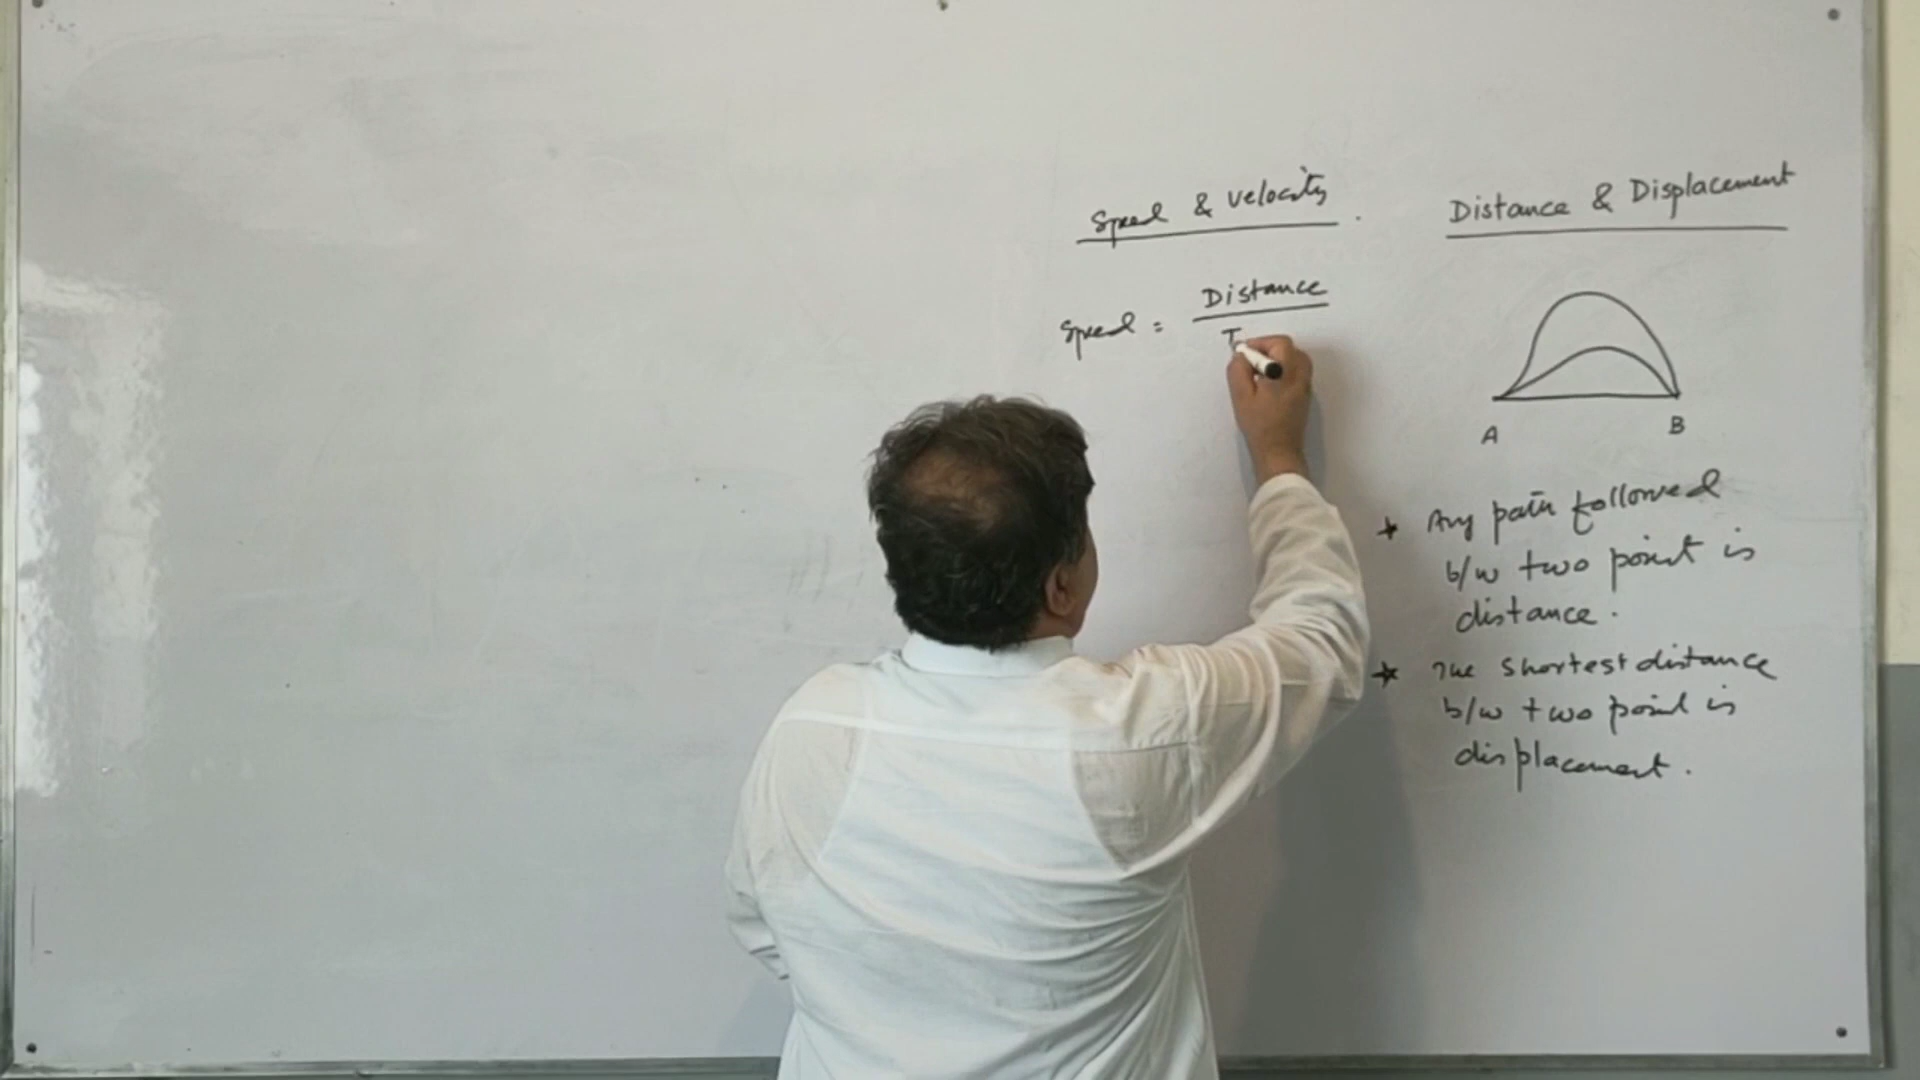 Speed & velocity.
Speed = Distance
T
Distance & Displacement
A B
★ Any path followed
b/w two point is
distance.
★ The shortest distance
b/w two point is
displacement.